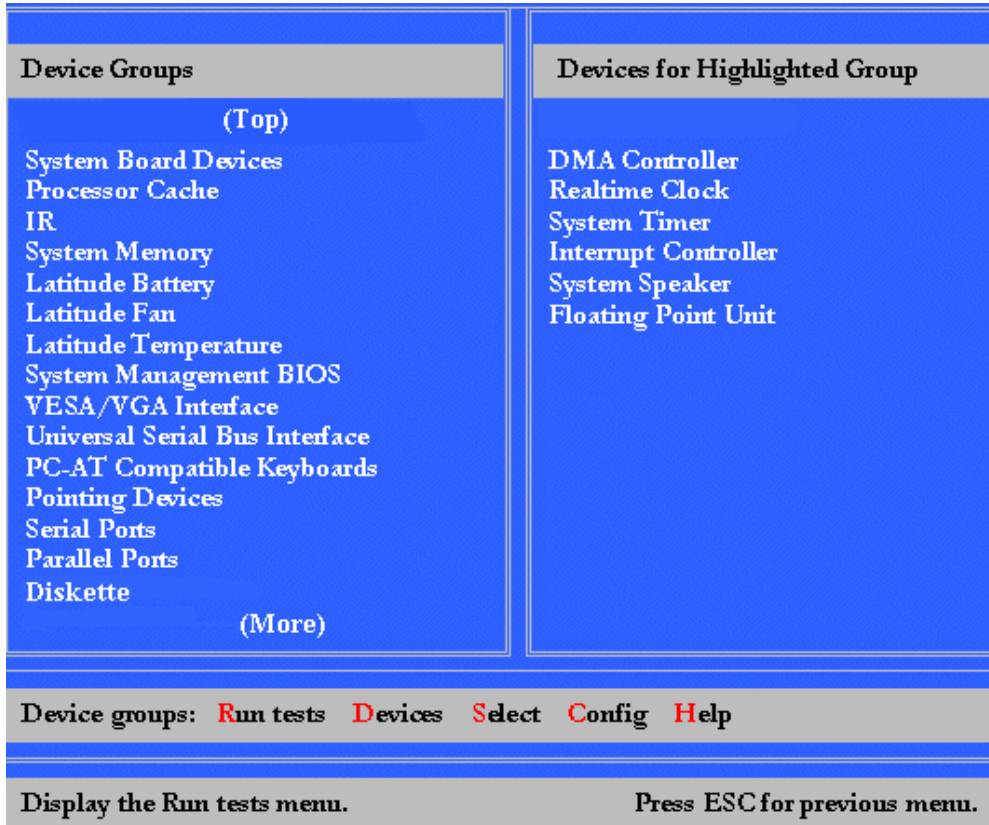 Device Groups
(Top)
System Board Devices
Processor Cache
IR
System Memory
Latitude Battery
Latitude Fan
Latitude Temperature
System Management BIOS
VESA/VGA Interface
Universal Serial Bus Interface
PC-AT Compatible Keyboards
Pointing Devices
Serial Ports
Parallel Ports
Diskette
(More)
Devices for Highlighted Group
DMA Controller
Realtime Clock
System Timer
Interrupt Controller
System Speaker
Floating Point Unit
Device groups: Run tests Devices Select Config Help
Display the Run tests menu. Press ESC for previous menu.